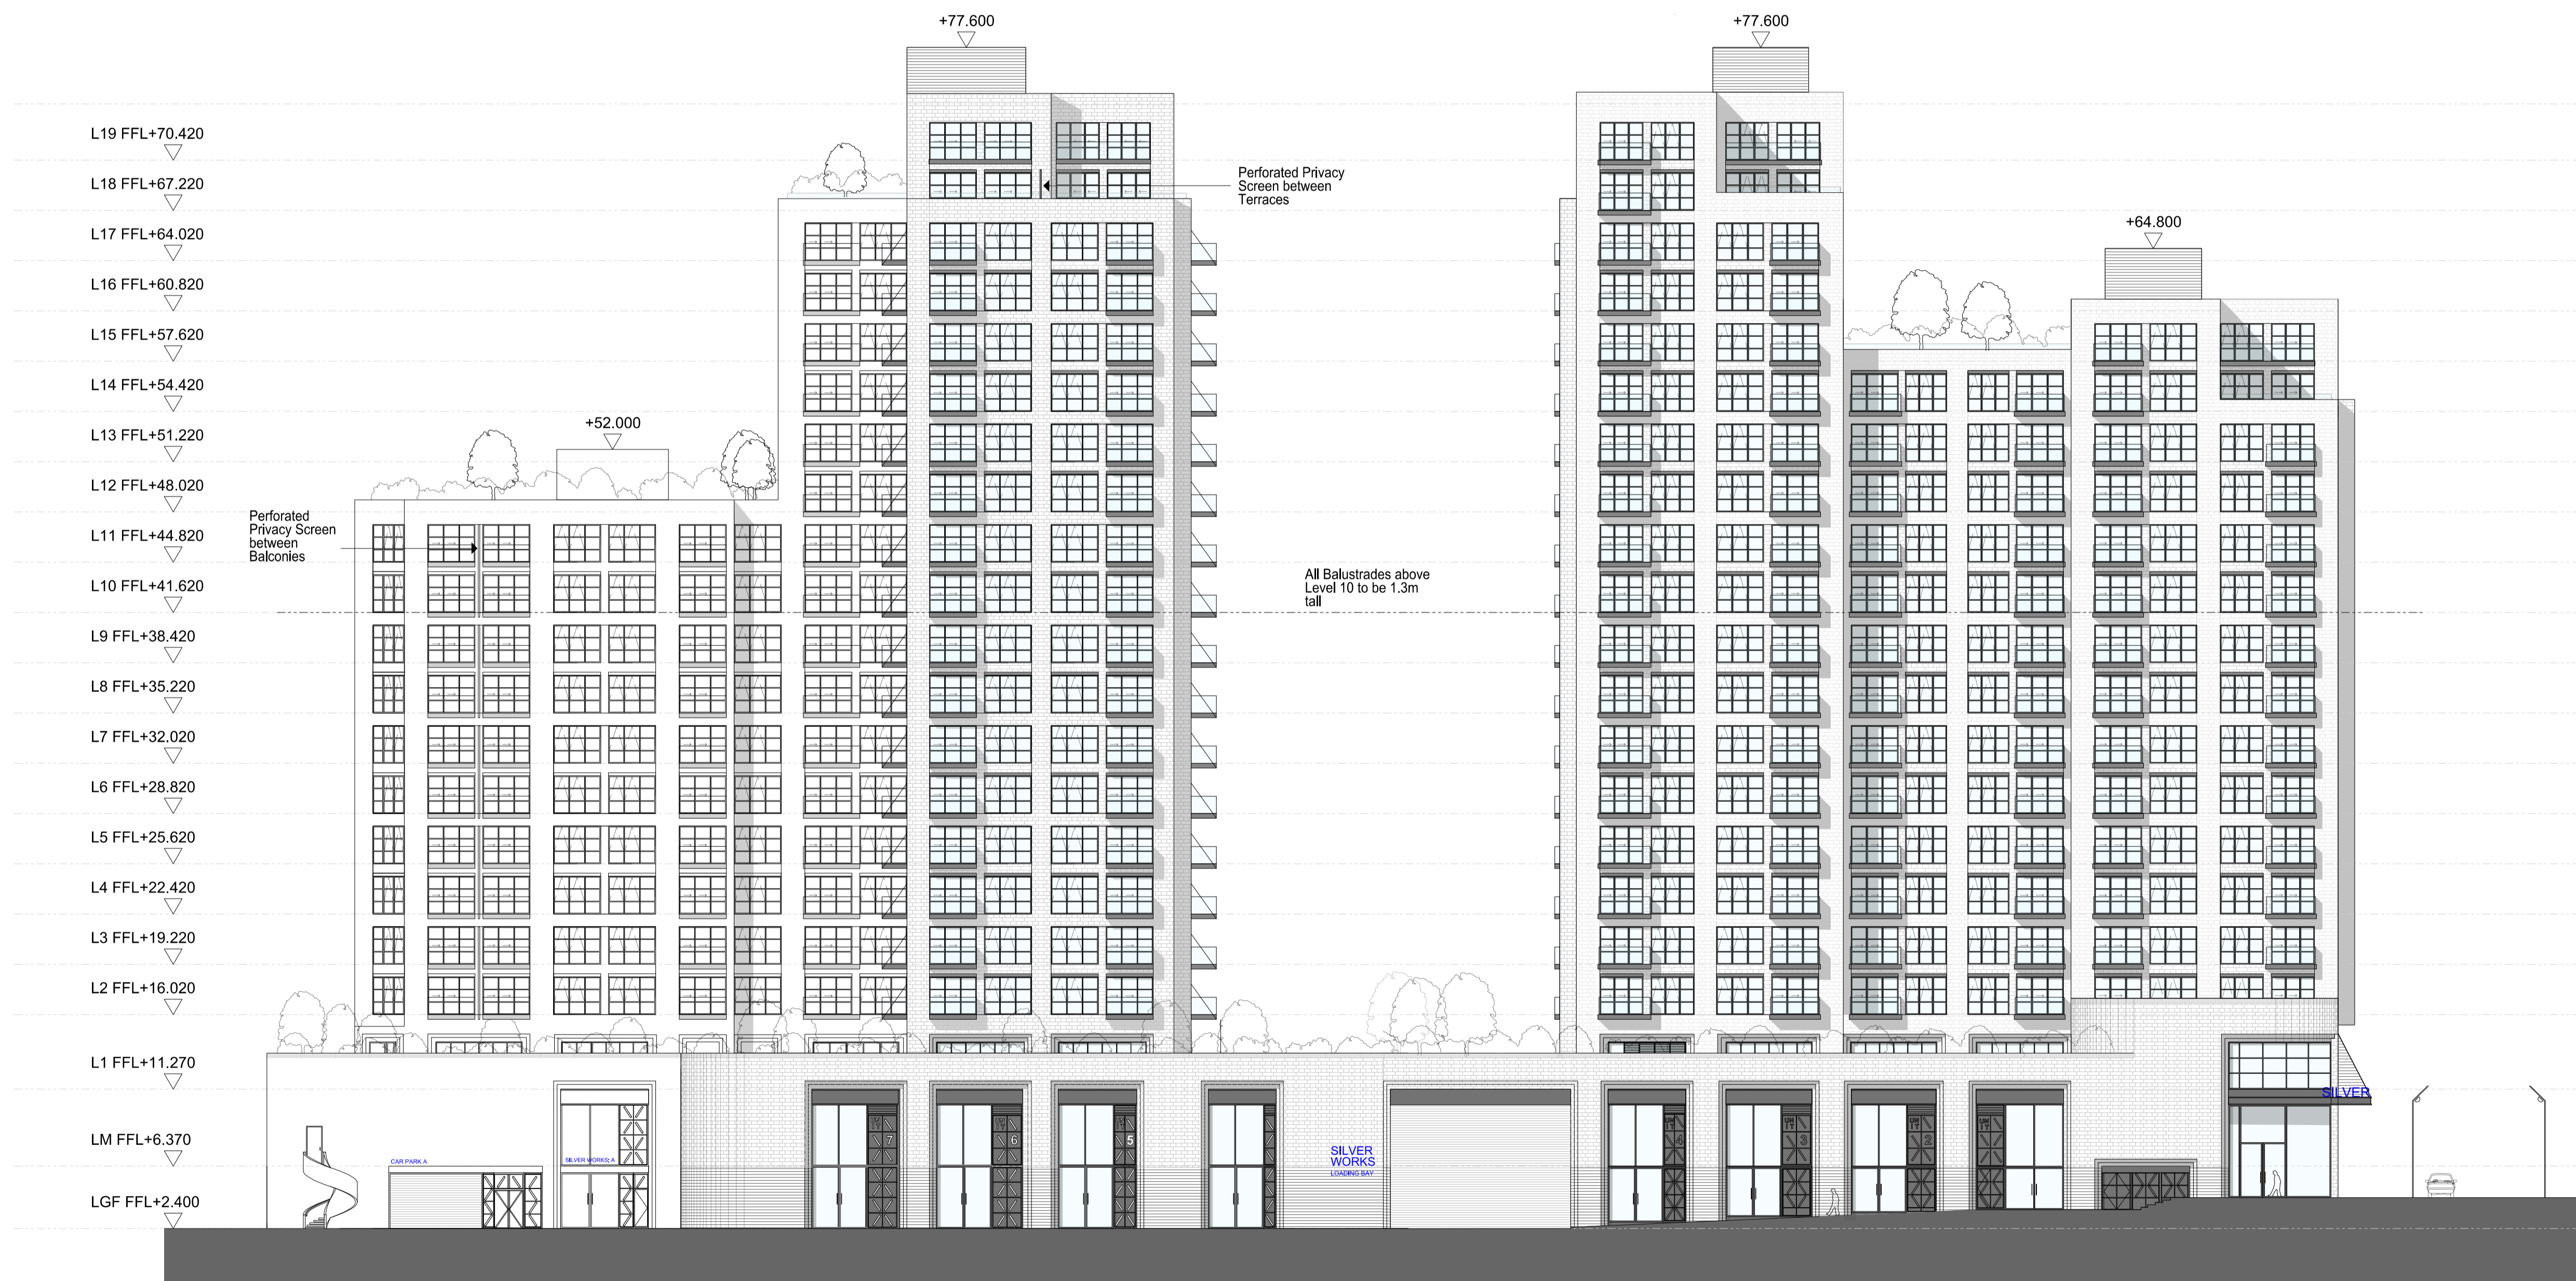 +77.600
+77.600
L19 FFL+70.420
L18 FFL+67.220
Perforated Privacy
Screen between
Terraces
L17 FFL+64.020
+64.800
L16 FFL+60.820
L15 FFL+57.620
L14 FFL+54.420
L13 FFL+51.220
+52.000
L12 FFL+48.020
L11 FFL+44.820
Perforated
Privacy Screen
between
Balconies
L10 FFL+41.620
All Balustrades above
Level 10 to be 1.3m
tall
L9 FFL+38.420
L8 FFL+35.220
L7 FFL+32.020
L6 FFL+28.820
L5 FFL+25.620
L4 FFL+22.420
L3 FFL+19.220
L2 FFL+16.020
L1 FFL+11.270
SILVER
LM FFL+6.370
CAR PARK A
SILVER WORKS; A
7
6
5
SILVER
WORKS
LOADING BAY
4
3
2
LGF FFL+2.400